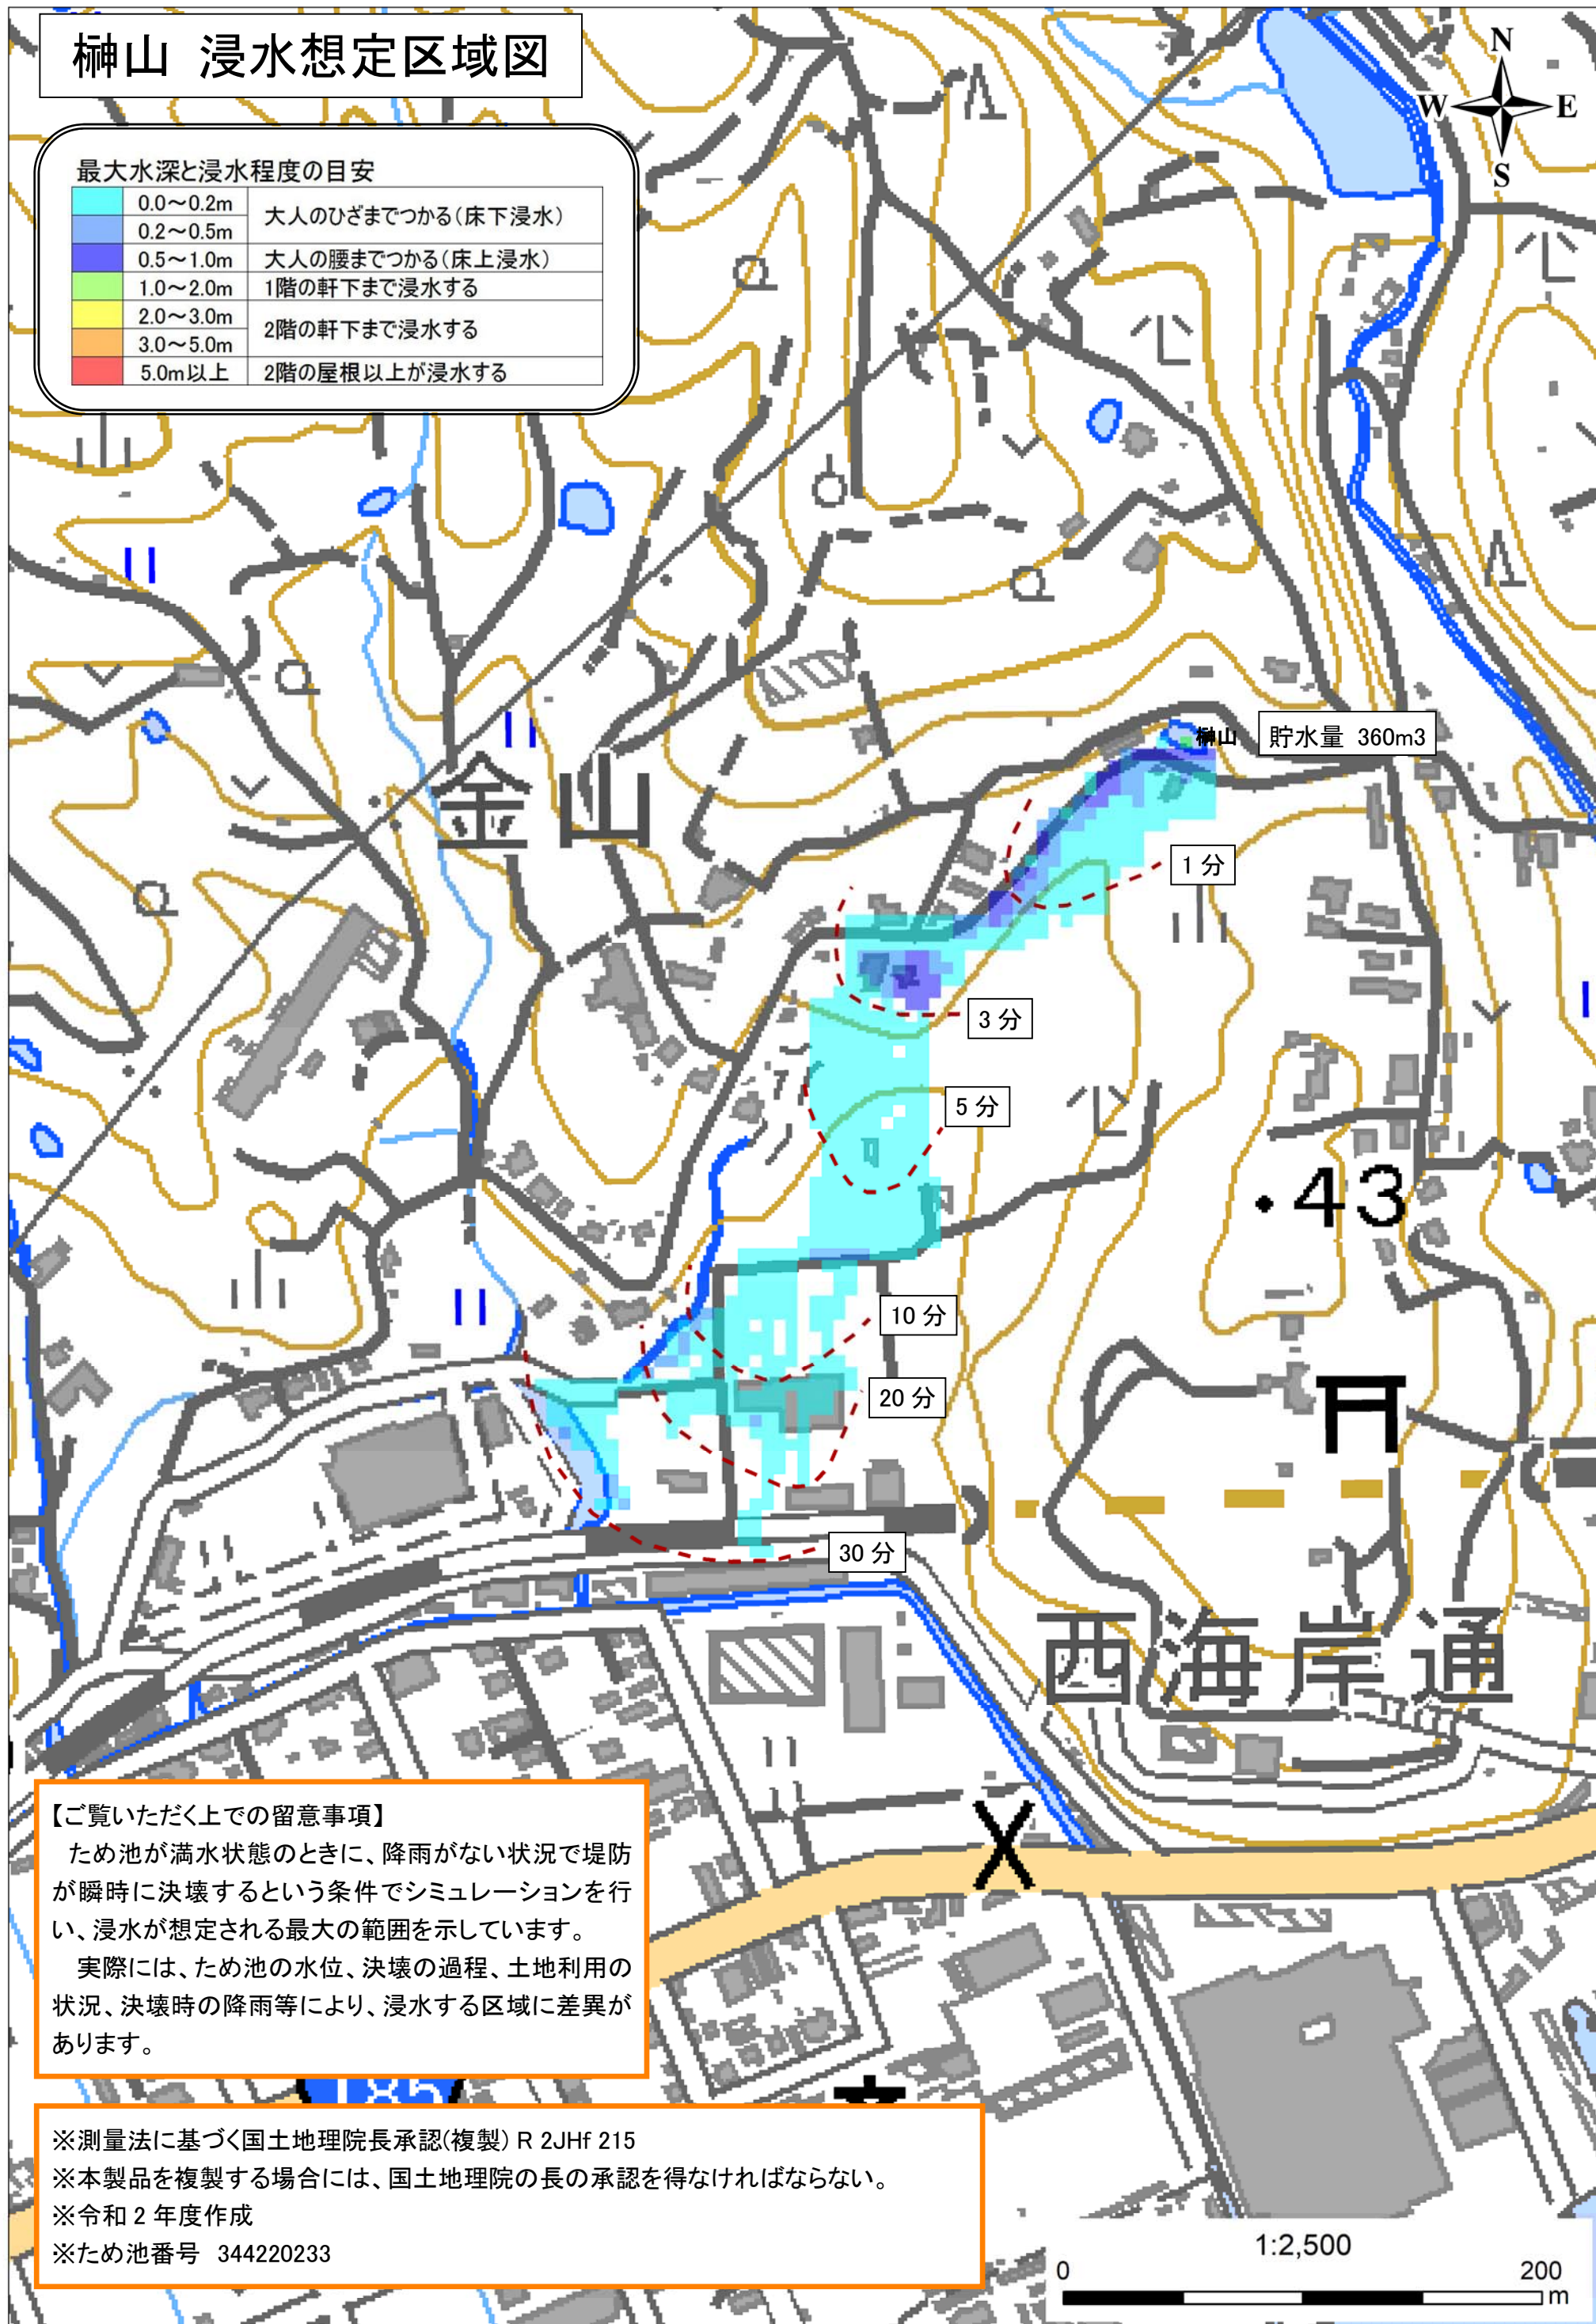 榊山 浸水想定区域図
N
W
E
S
最大水深と浸水程度の目安
0.0～0.2m
大人のひざまでつかる(床下浸水)
0.2～0.5m
0.5～1.0m 大人の腰までつかる(床上浸水)
1.0～2.0m 1階の軒下まで浸水する
2.0～3.0m
2階の軒下まで浸水する
3.0～5.0m
5.0m以上 2階の屋根以上が浸水する
榊山
貯水量 360m3
金山
1 分
3 分
5 分
・43
10 分
20 分
30 分
西海岸通
【ご覧いただく上での留意事項】
ため池が満水状態のときに、降雨がない状況で堤防
が瞬時に決壊するという条件でシミュレーションを行
い、浸水が想定される最大の範囲を示しています。
実際には、ため池の水位、決壊の過程、土地利用の
状況、決壊時の降雨等により、浸水する区域に差異が
あります。
※測量法に基づく国土地理院長承認(複製) R 2JHf 215
※本製品を複製する場合には、国土地理院の長の承認を得なければならない。
※令和 2 年度作成
※ため池番号 344220233
1:2,500
0 200
m